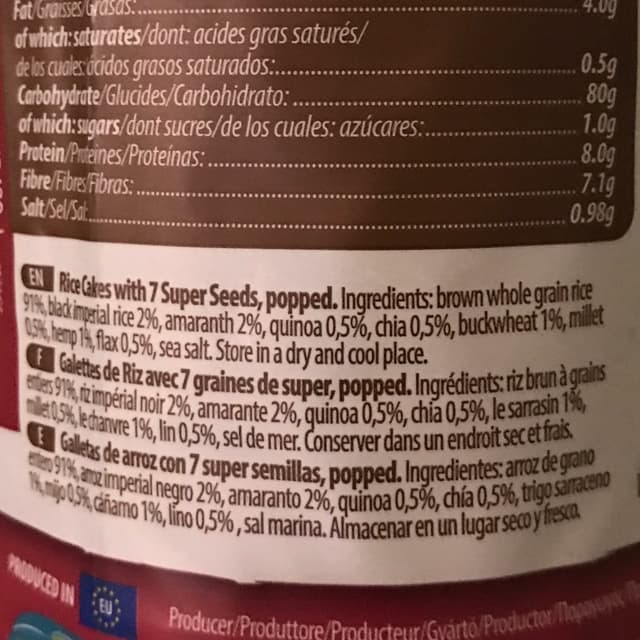 Fat/Graisses/Grasas:.............. 4.0g
of which: saturates/dont: acides gras saturés/
de los cuales: ácidos grasos saturados:.............. 0.5g
Carbohydrate/Glucides/Carbohidrato:.............. 80g
of which: sugars/dont sucres/de los cuales: azúcares:.............. 1.0g
Protein/Protéines/Proteínas:.............. 8.0g
Fibre/Fibres/Fibras:.............. 7.1g
Salt/Sel/Sal:.............. 0.98g
EN Rice Cakes with 7 Super Seeds, popped. Ingredients: brown whole grain rice
91%, black imperial rice 2%, amaranth 2%, quinoa 0,5%, chia 0,5%, buckwheat 1%, millet
0,5%, hemp 1%, flax 0,5%, sea salt. Store in a dry and cool place.
F Galettes de Riz avec 7 graines de super, popped. Ingrédients: riz brun à grains
entiers 91%, riz impérial noir 2%, amarante 2%, quinoa 0,5%, chia 0,5%, le sarrasin 1%,
millet 0,5%, le chanvre 1%, lin 0,5%, sel de mer. Conserver dans un endroit sec et frais.
E Galletas de arroz con 7 super semillas, popped. Ingredientes: arroz de grano
entero 91%, arroz imperial negro 2%, amaranto 2%, quinoa 0,5%, chía 0,5%, trigo sarraceno
1%, mijo 0,5%, cáñamo 1%, lino 0,5% , sal marina. Almacenar en un lugar seco y fresco.
PRODUCED IN
EU
Producer/Produttore/Producteur/Gyártó/Productor/Παραγωγός